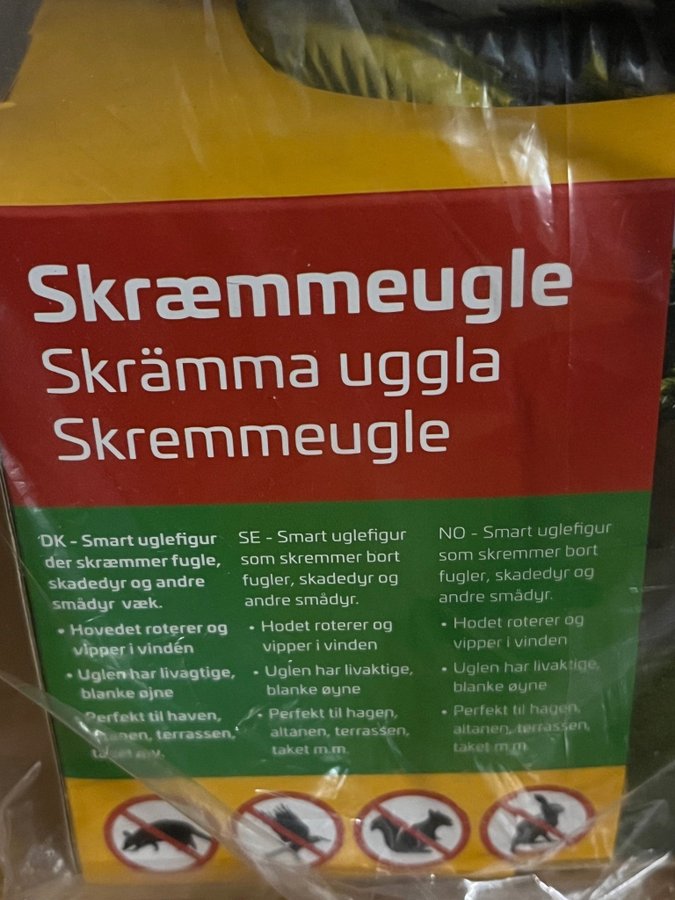 Skræmmeugle
Skrämma uggla
Skremmeugle
DK - Smart uglefigur
der skræmmer fugle,
skadedyr og andre
smådyr væk.
• Hovedet roterer og
vipper i vinden
• Uglen har livagtige,
blanke øjne
• Perfekt til haven,
altanen, terrassen,
taket mv.
SE - Smart uglefigur
som skremmer bort
fugler, skadedyr og
andre smådyr.
• Hodet roterer og
vipper i vinden
• Uglen har livaktige,
blanke øyne
• Perfekt til hagen,
altanen, terrassen,
taket m.m.
NO - Smart uglefigur
som skremmer bort
fugler, skadedyr og
andre smådyr.
• Hodet roterer og
vipper i vinden
• Uglen har livaktige,
blanke øyne
• Perfekt til hagen,
altanen, terrassen,
taket m.m.